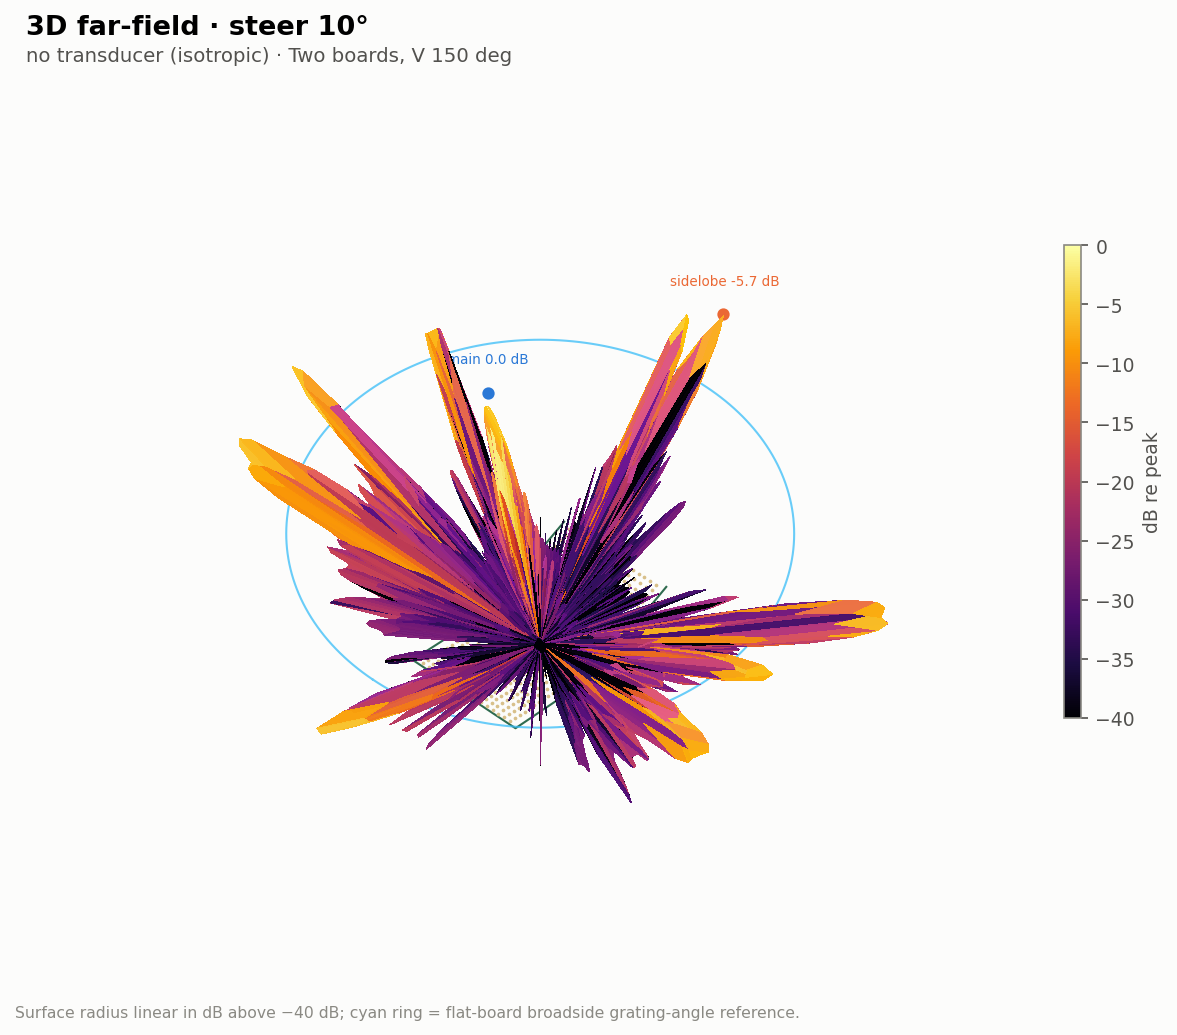 3D far-field · steer 10°
no transducer (isotropic) · Two boards, V 150 deg
sidelobe -5.7 dB
main 0.0 dB
0
−5
−10
−15
−20
−25
−30
−35
−40
dB re peak
Surface radius linear in dB above −40 dB; cyan ring = flat-board broadside grating-angle reference.